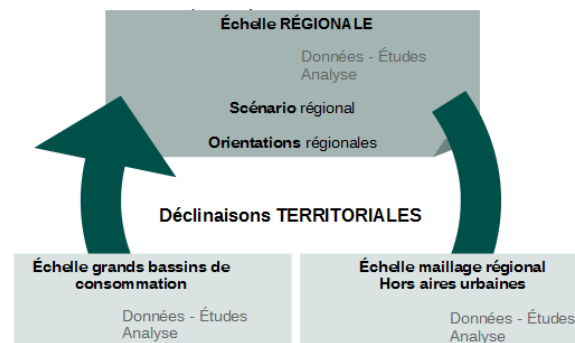 Échelle RÉGIONALE
Données - Études
Analyse
Scénario régional
Orientations régionales
Déclinaisons TERRITORIALES
Échelle grands bassins de
consommation
Données - Études
Analyse
Échelle maillage régional
Hors aires urbaines
Données - Études
Analyse